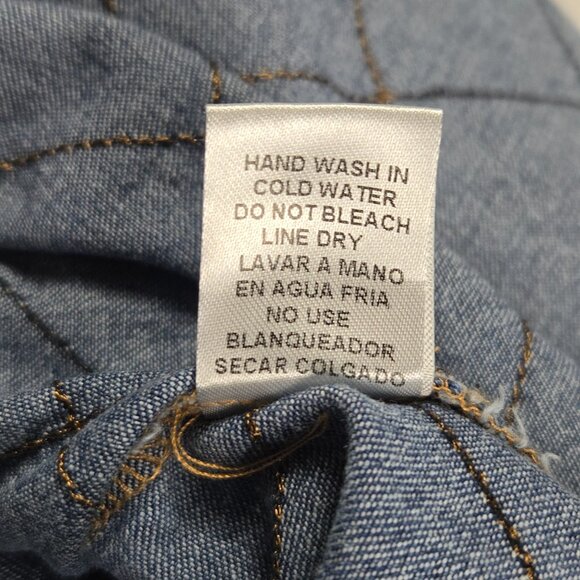 HAND WASH IN
COLD WATER
DO NOT BLEACH
LINE DRY
LAVAR A MANO
EN AGUA FRIA
NO USE
BLANQUEADOR
SECAR COLGADO